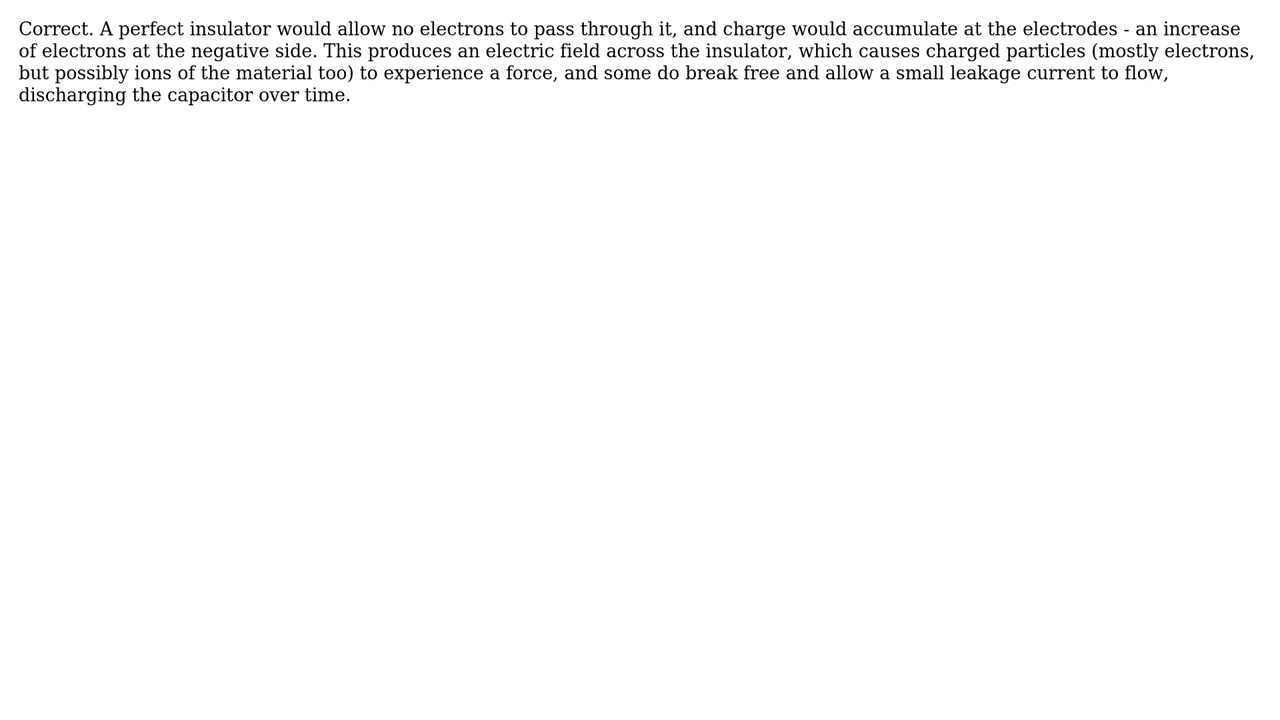 Correct. A perfect insulator would allow no electrons to pass through it, and charge would accumulate at the electrodes - an increase
of electrons at the negative side. This produces an electric field across the insulator, which causes charged particles (mostly electrons,
but possibly ions of the material too) to experience a force, and some do break free and allow a small leakage current to flow,
discharging the capacitor over time.